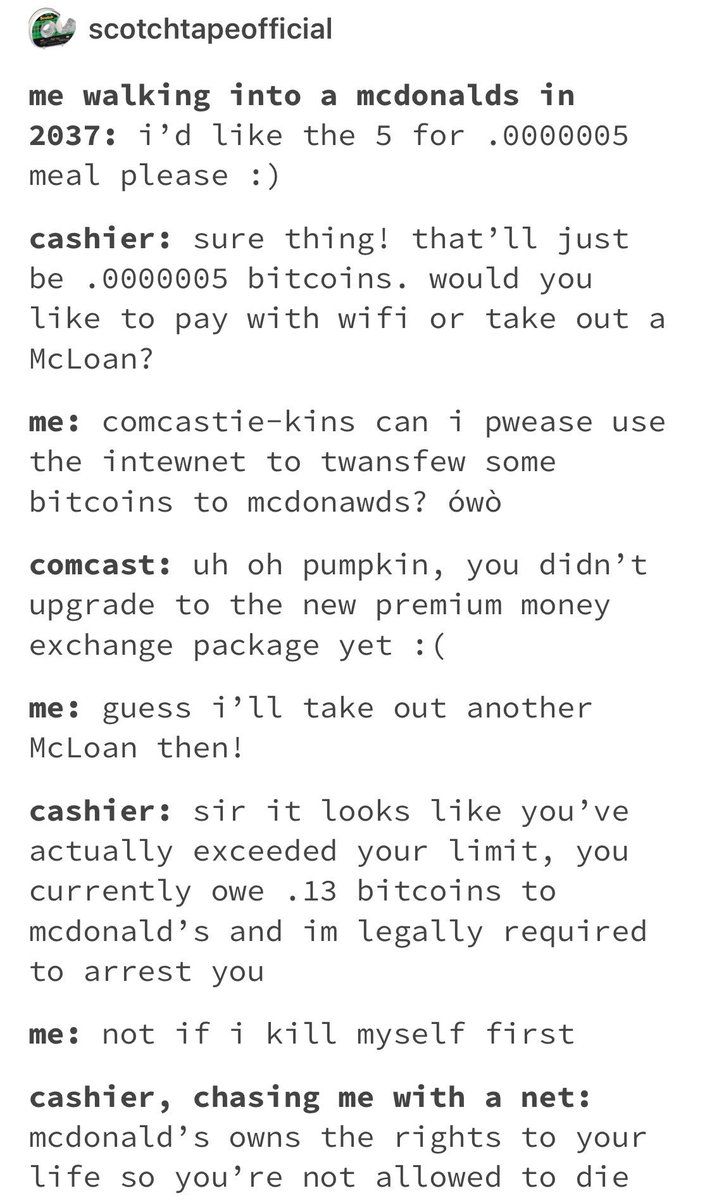 scotchtapeofficial
me walking into a mcdonalds in
2037: i’d like the 5 for .0000005
meal please :)
cashier: sure thing! that’ll just
be .0000005 bitcoins. would you
like to pay with wifi or take out a
McLoan?
me: comcastie-kins can i pwease use
the intewnet to twansfew some
bitcoins to mcdonawds? ówò
comcast: uh oh pumpkin, you didn’t
upgrade to the new premium money
exchange package yet :(
me: guess i’ll take out another
McLoan then!
cashier: sir it looks like you’ve
actually exceeded your limit, you
currently owe .13 bitcoins to
mcdonald’s and im legally required
to arrest you
me: not if i kill myself first
cashier, chasing me with a net:
mcdonald’s owns the rights to your
life so you’re not allowed to die